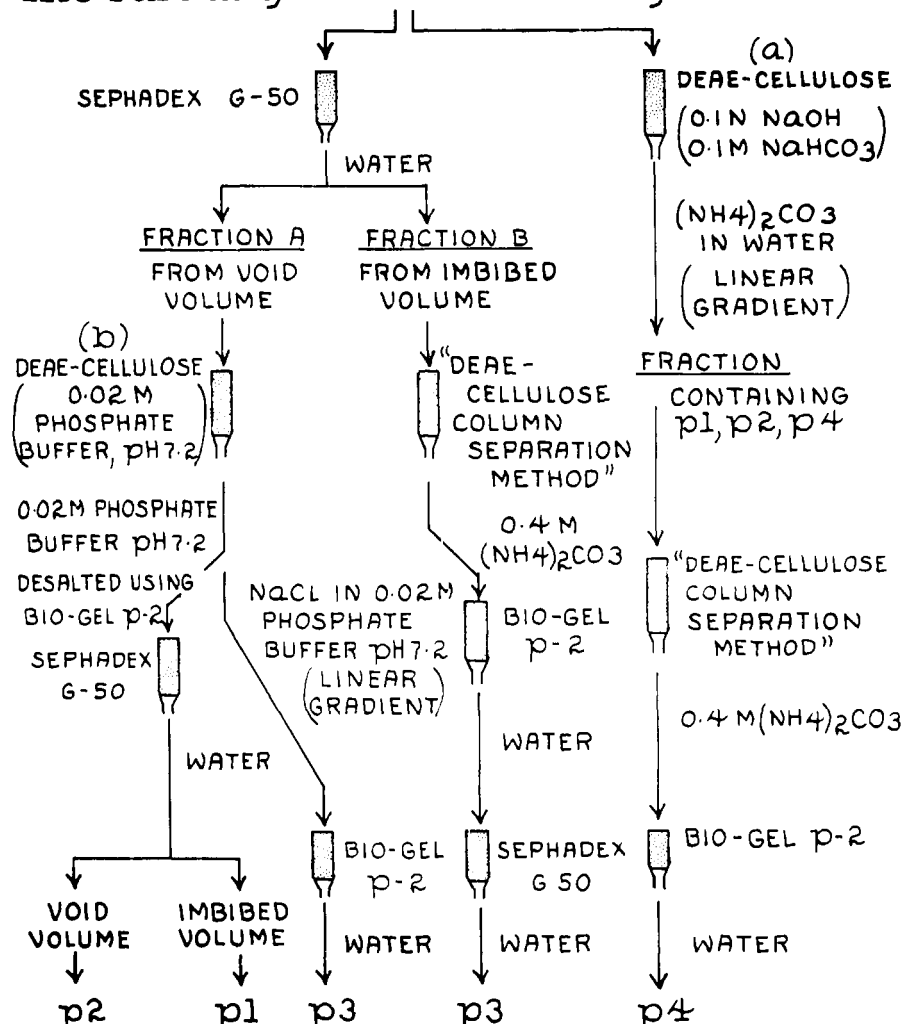 (a)
DEAE-CELLULOSE
(0.1N NaOH
0.1M NaHCO3)
SEPHADEX G-50
WATER
FRACTION A
FROM VOID
VOLUME
FRACTION B
FROM IMBIBED
VOLUME
(NH4)2CO3
IN WATER
(LINEAR
GRADIENT)
(b)
DEAE-CELLULOSE
(0.02 M
PHOSPHATE
BUFFER, pH7.2)
"DEAE-
CELLULOSE
COLUMN
SEPARATION
METHOD"
FRACTION
CONTAINING
p1, p2, p4
0.02M PHOSPHATE
BUFFER pH7.2
0.4 M
(NH4)2CO3
DESALTED USING
BIO-GEL p-2
SEPHADEX
G-50
NaCL IN 0.02M
PHOSPHATE
BUFFER pH7.2
(LINEAR
GRADIENT)
BIO-GEL
p-2
"DEAE-CELLULOSE
COLUMN
SEPARATION
METHOD"
0.4 M(NH4)2CO3
WATER
WATER
BIO-GEL
p-2
SEPHADEX
G 50
BIO-GEL p-2
VOID
VOLUME
IMBIBED
VOLUME
WATER
WATER
WATER
p2
p1
p3
p3
p4